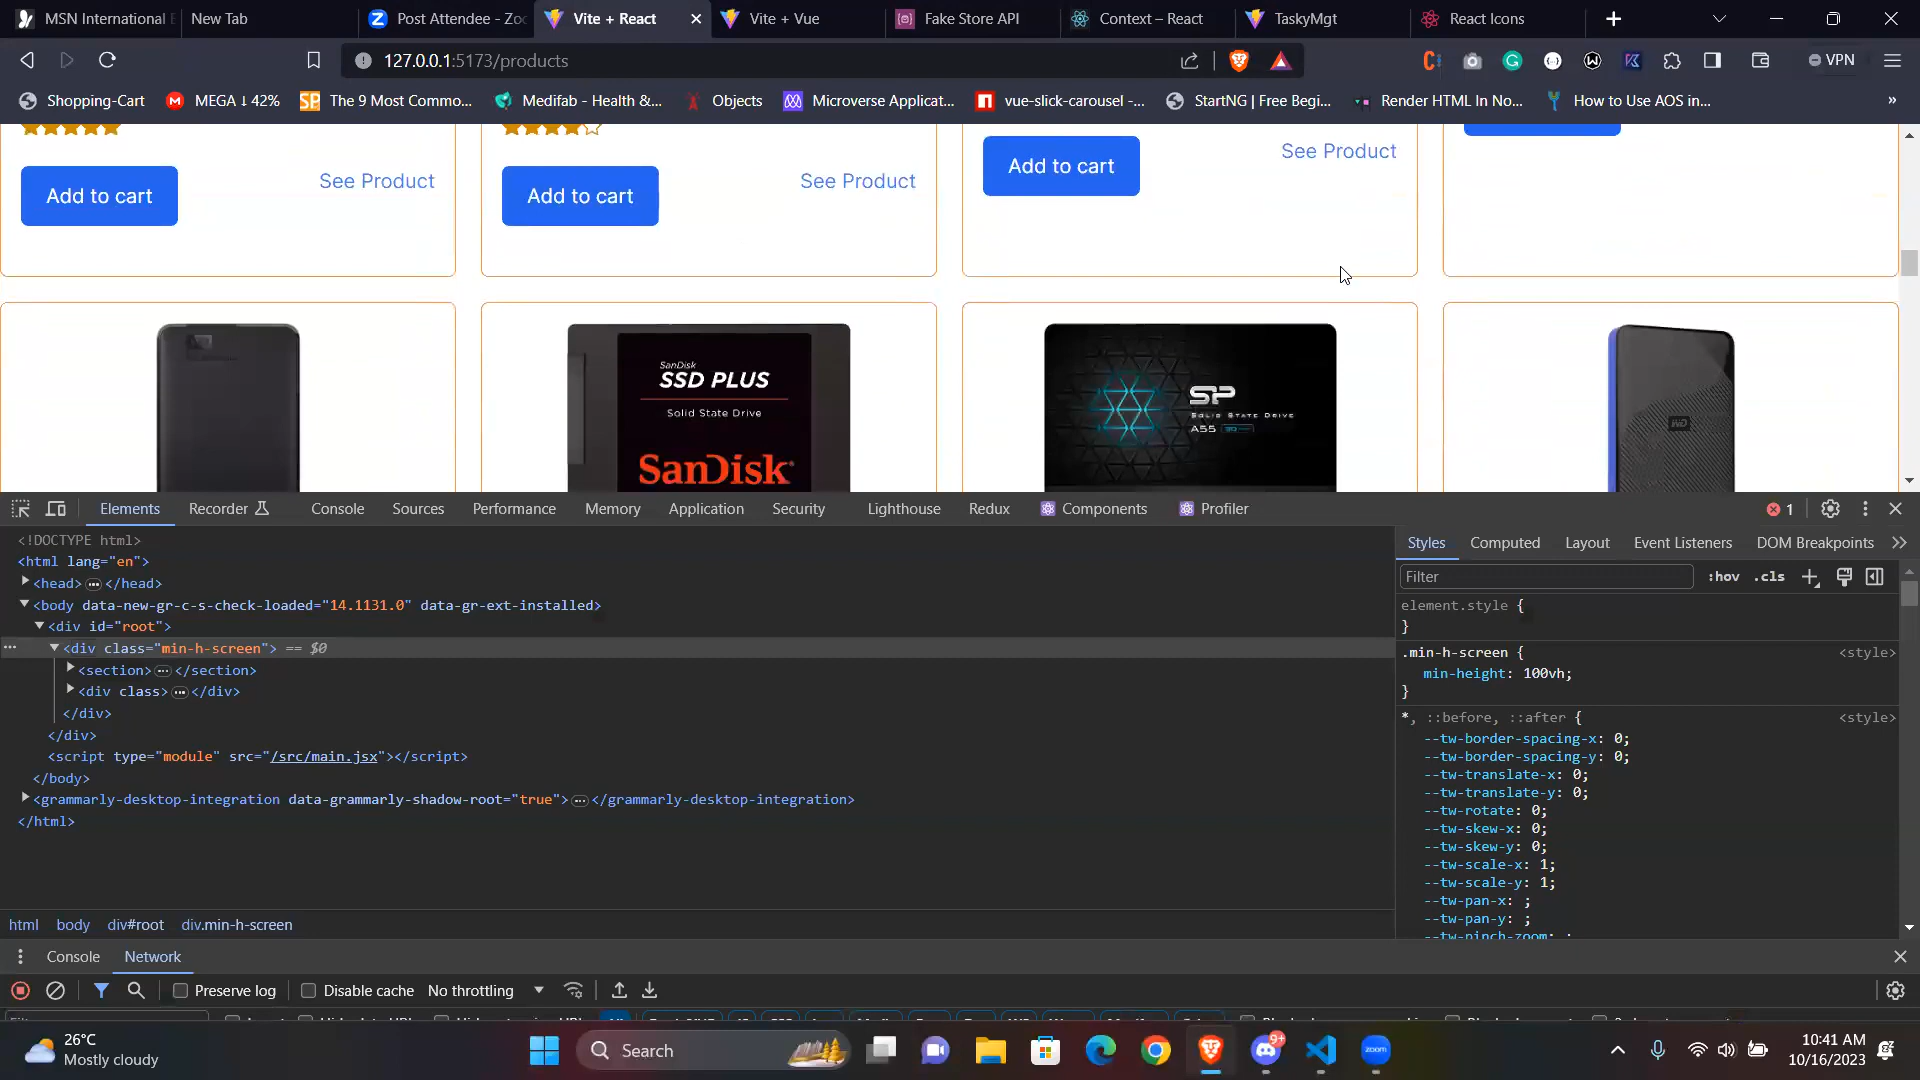 MSN International E
New Tab
Post Attendee - Zoo
Vite + React
Vite + Vue
Fake Store API
Context – React
TaskyMgt
React Icons
127.0.0.1:5173/products
VPN
Shopping-Cart
MEGA ↓ 42%
The 9 Most Commo...
Medifab - Health &...
Objects
Microverse Applicat...
vue-slick-carousel -...
StartNG | Free Begi...
Render HTML In No...
How to Use AOS in...
»
Add to cart
See Product
Add to cart
See Product
Add to cart
See Product
SanDisk
SSD PLUS
Solid State Drive
SanDisk
SP
SOLID STATE DRIVE
A55
WD
Elements
Recorder
Console
Sources
Performance
Memory
Application
Security
Lighthouse
Redux
Components
Profiler
1
<!DOCTYPE html>
<html lang="en">
<head>…</head>
<body data-new-gr-c-s-check-loaded="14.1131.0" data-gr-ext-installed>
<div id="root">
<div class="min-h-screen"> == $0
<section>…</section>
<div class>…</div>
</div>
</div>
<script type="module" src="/src/main.jsx"></script>
</body>
<grammarly-desktop-integration data-grammarly-shadow-root="true">…</grammarly-desktop-integration>
</html>
html body div#root div.min-h-screen
Styles
Computed
Layout
Event Listeners
DOM Breakpoints
»
Filter
:hov .cls
element.style {
}
.min-h-screen { <style>
min-height: 100vh;
}
*, ::before, ::after { <style>
--tw-border-spacing-x: 0;
--tw-border-spacing-y: 0;
--tw-translate-x: 0;
--tw-translate-y: 0;
--tw-rotate: 0;
--tw-skew-x: 0;
--tw-skew-y: 0;
--tw-scale-x: 1;
--tw-scale-y: 1;
--tw-pan-x: ;
--tw-pan-y: ;
--tw-pinch-zoom: ;
Console
Network
Preserve log
Disable cache
No throttling
26°C
Mostly cloudy
Search
9+
zoom
10:41 AM
10/16/2023